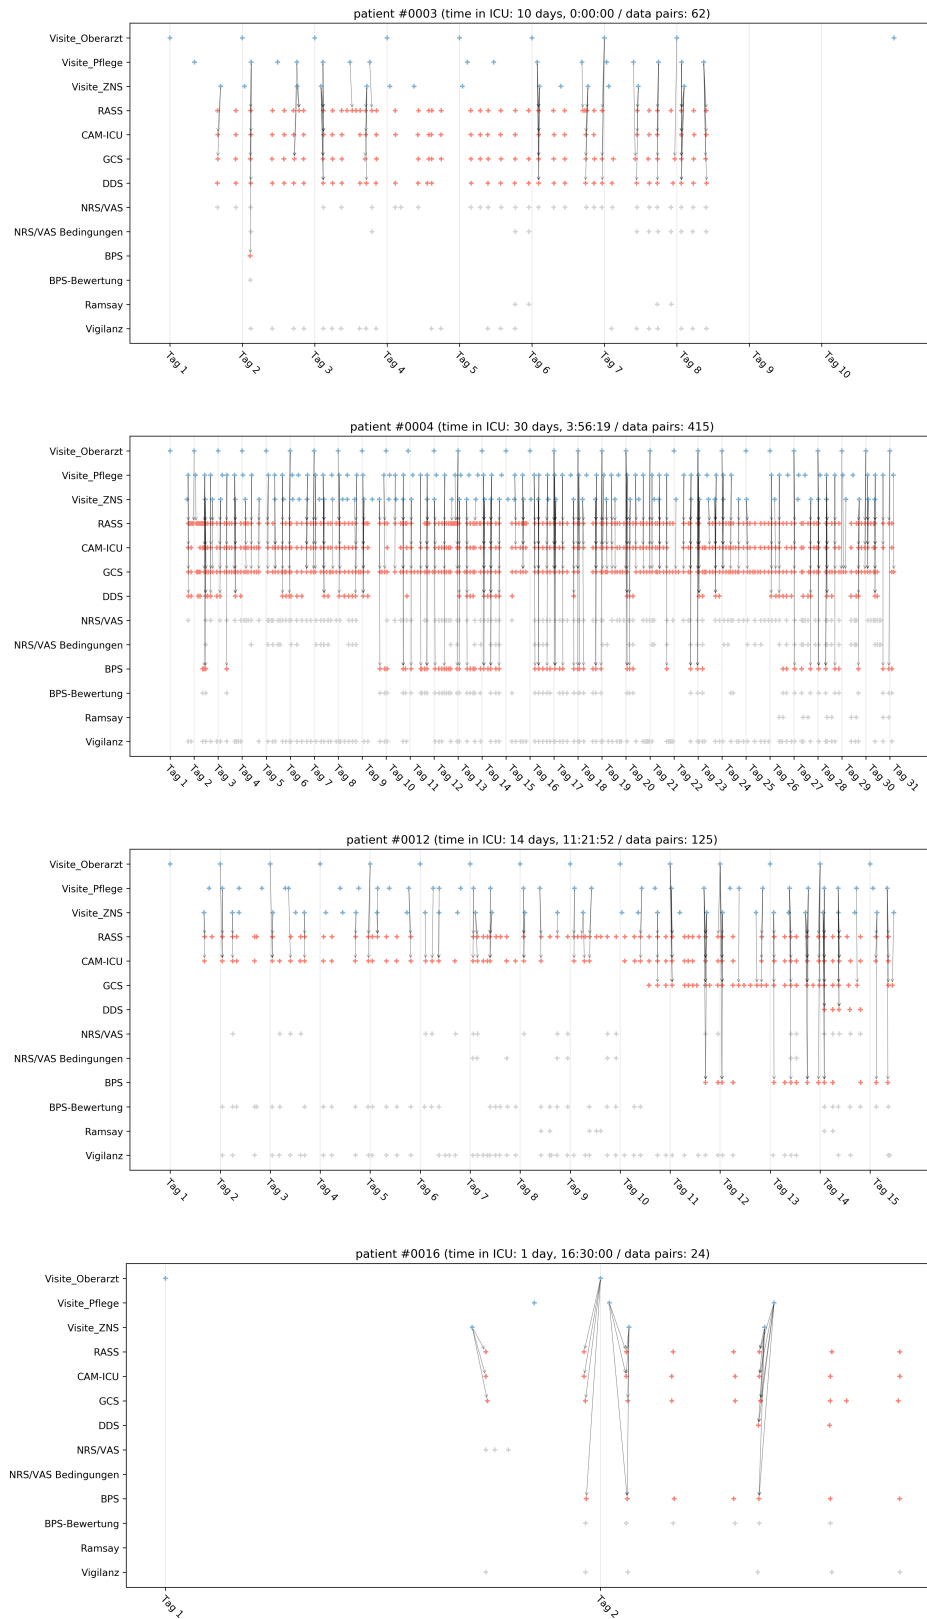 patient #0003 (time in ICU: 10 days, 0:00:00 / data pairs: 62)
Visite_Oberarzt
Visite_Pflege
Visite_ZNS
RASS
CAM-ICU
GCS
DDS
NRS/VAS
NRS/VAS Bedingungen
BPS
BPS-Bewertung
Ramsay
Vigilanz
Tag 1 Tag 2 Tag 3 Tag 4 Tag 5 Tag 6 Tag 7 Tag 8 Tag 9 Tag 10
patient #0004 (time in ICU: 30 days, 3:56:19 / data pairs: 415)
Visite_Oberarzt
Visite_Pflege
Visite_ZNS
RASS
CAM-ICU
GCS
DDS
NRS/VAS
NRS/VAS Bedingungen
BPS
BPS-Bewertung
Ramsay
Vigilanz
Tag 1 Tag 2 Tag 3 Tag 4 Tag 5 Tag 6 Tag 7 Tag 8 Tag 9 Tag 10 Tag 11 Tag 12 Tag 13 Tag 14 Tag 15 Tag 16 Tag 17 Tag 18 Tag 19 Tag 20 Tag 21 Tag 22 Tag 23 Tag 24 Tag 25 Tag 26 Tag 27 Tag 28 Tag 29 Tag 30 Tag 31
patient #0012 (time in ICU: 14 days, 11:21:52 / data pairs: 125)
Visite_Oberarzt
Visite_Pflege
Visite_ZNS
RASS
CAM-ICU
GCS
DDS
NRS/VAS
NRS/VAS Bedingungen
BPS
BPS-Bewertung
Ramsay
Vigilanz
Tag 1 Tag 2 Tag 3 Tag 4 Tag 5 Tag 6 Tag 7 Tag 8 Tag 9 Tag 10 Tag 11 Tag 12 Tag 13 Tag 14 Tag 15
patient #0016 (time in ICU: 1 day, 16:30:00 / data pairs: 24)
Visite_Oberarzt
Visite_Pflege
Visite_ZNS
RASS
CAM-ICU
GCS
DDS
NRS/VAS
NRS/VAS Bedingungen
BPS
BPS-Bewertung
Ramsay
Vigilanz
Tag 1 Tag 2